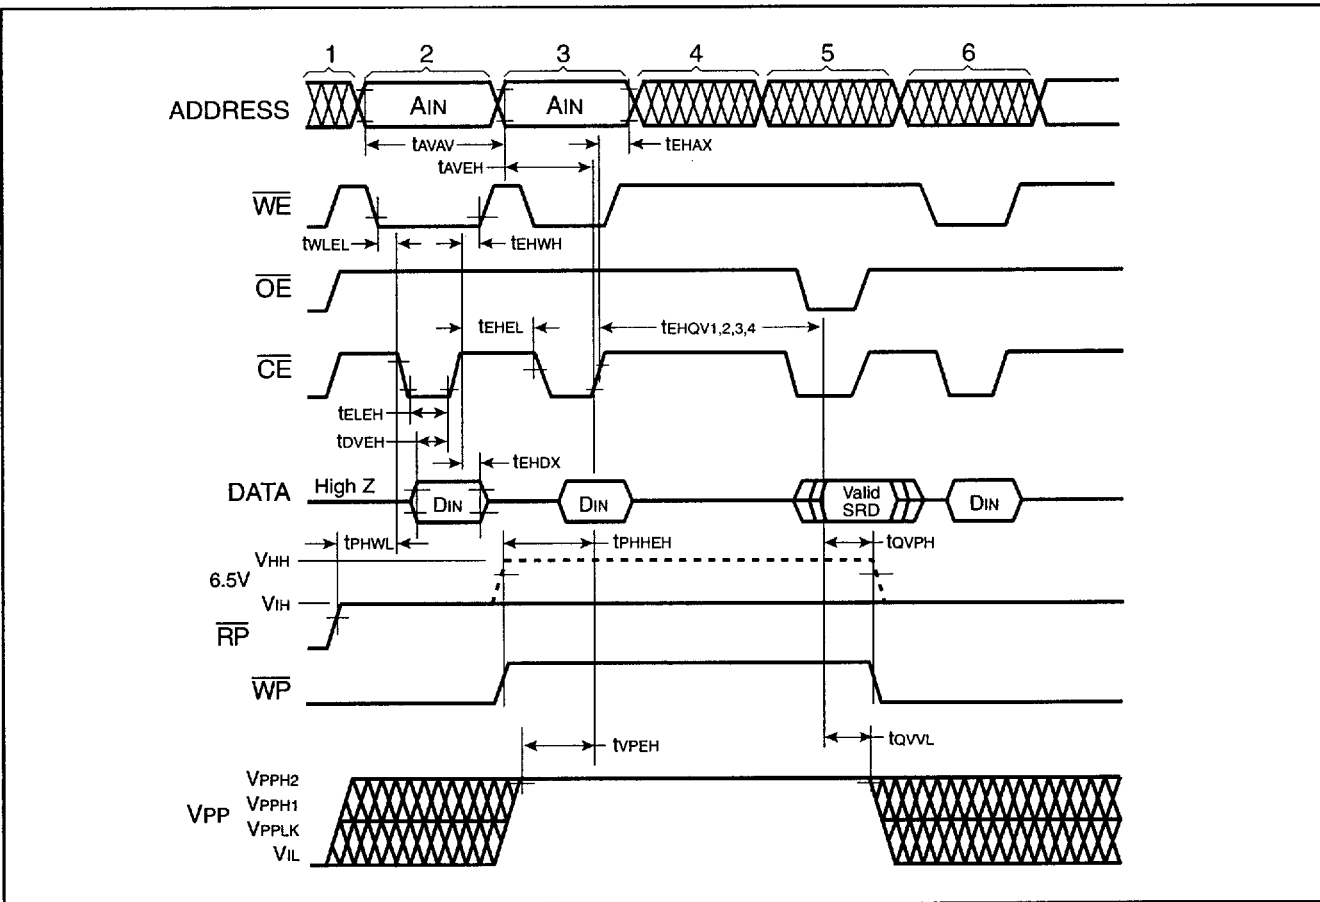 1 2 3 4 5 6
ADDRESS AIN AIN
tAVAV tEHAX
tAVEH
WE
tWLEL tEHWH
OE
tEHEL tEHQV1,2,3,4
CE
tELEH
tDVEH
tEHDX
DATA High Z DIN DIN Valid SRD DIN
tPHWL tPHHEH tQVPH
VHH
6.5V
VIH
RP
WP
tVPEH tQVVL
VPPH2
VPP VPPH1
VPPLK
VIL